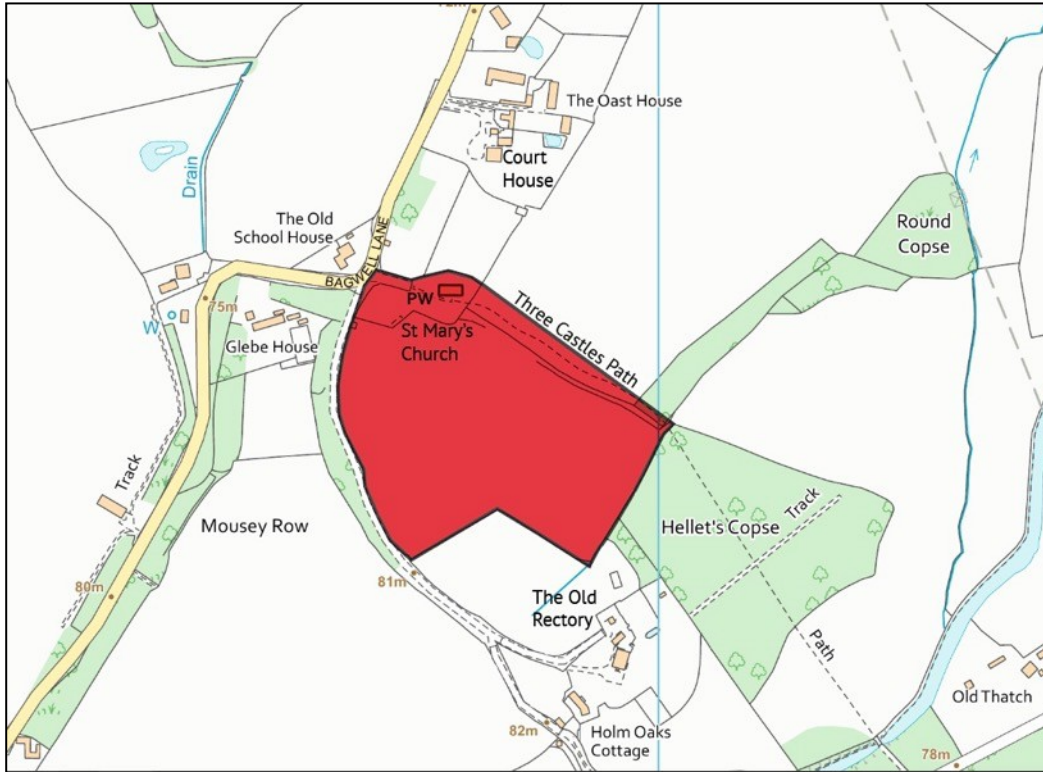 72m
The Oast House
Court
House
Drain
The Old
School House
BAGWELL LANE
Round
Copse
PW
St Mary's
Church
Three Castles Path
75m
W
Glebe House
Track
Mousey Row
Hellet's Copse
Track
81m
80m
The Old
Rectory
Path
Old Thatch
82m
Holm Oaks
Cottage
78m